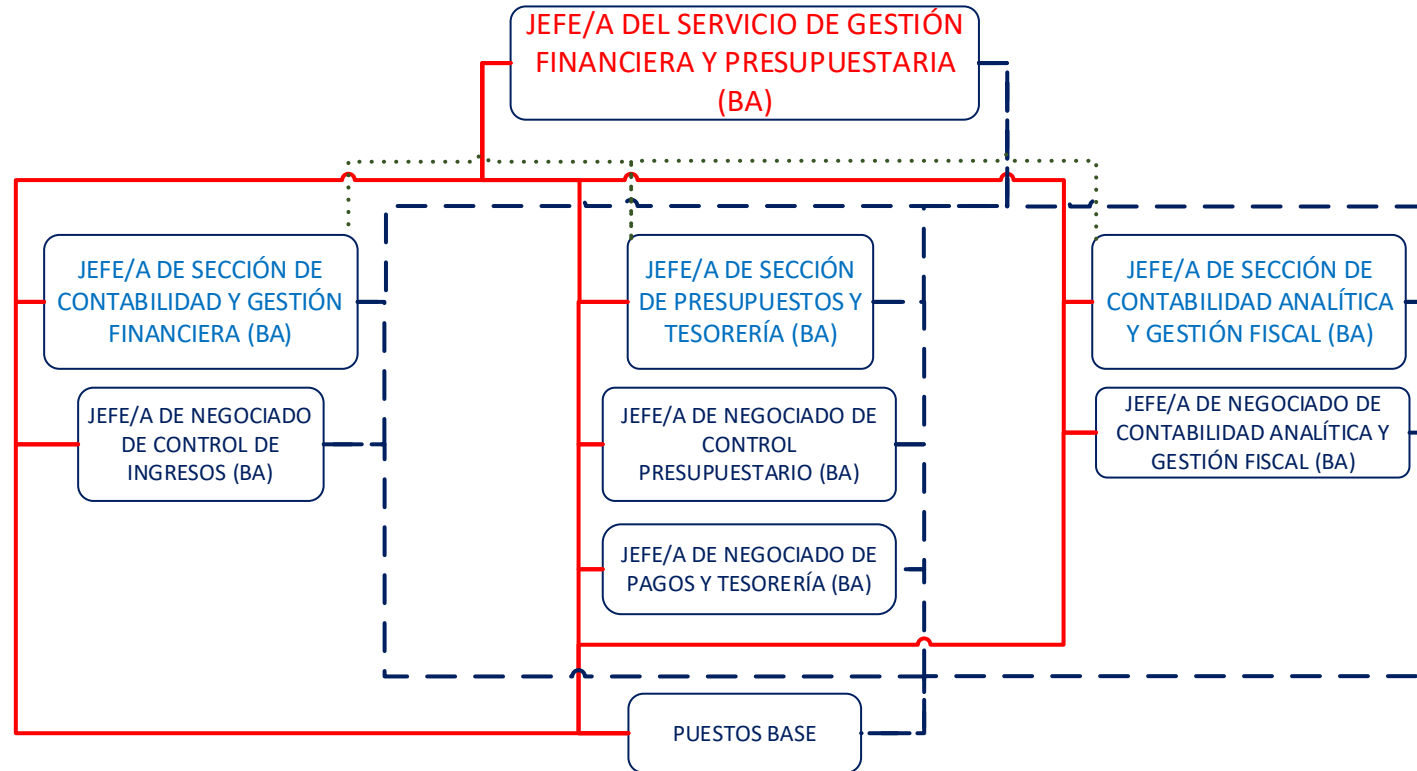 JEFE/A DEL SERVICIO DE GESTIÓN
FINANCIERA Y PRESUPUESTARIA
(BA)
JEFE/A DE SECCIÓN DE
CONTABILIDAD Y GESTIÓN
FINANCIERA (BA)
JEFE/A DE SECCIÓN
DE PRESUPUESTOS Y
TESORERÍA (BA)
JEFE/A DE SECCIÓN DE
CONTABILIDAD ANALÍTICA
Y GESTIÓN FISCAL (BA)
JEFE/A DE NEGOCIADO
DE CONTROL DE
INGRESOS (BA)
JEFE/A DE NEGOCIADO DE
CONTROL
PRESUPUESTARIO (BA)
JEFE/A DE NEGOCIADO DE
CONTABILIDAD ANALÍTICA Y
GESTIÓN FISCAL (BA)
JEFE/A DE NEGOCIADO DE
PAGOS Y TESORERÍA (BA)
PUESTOS BASE